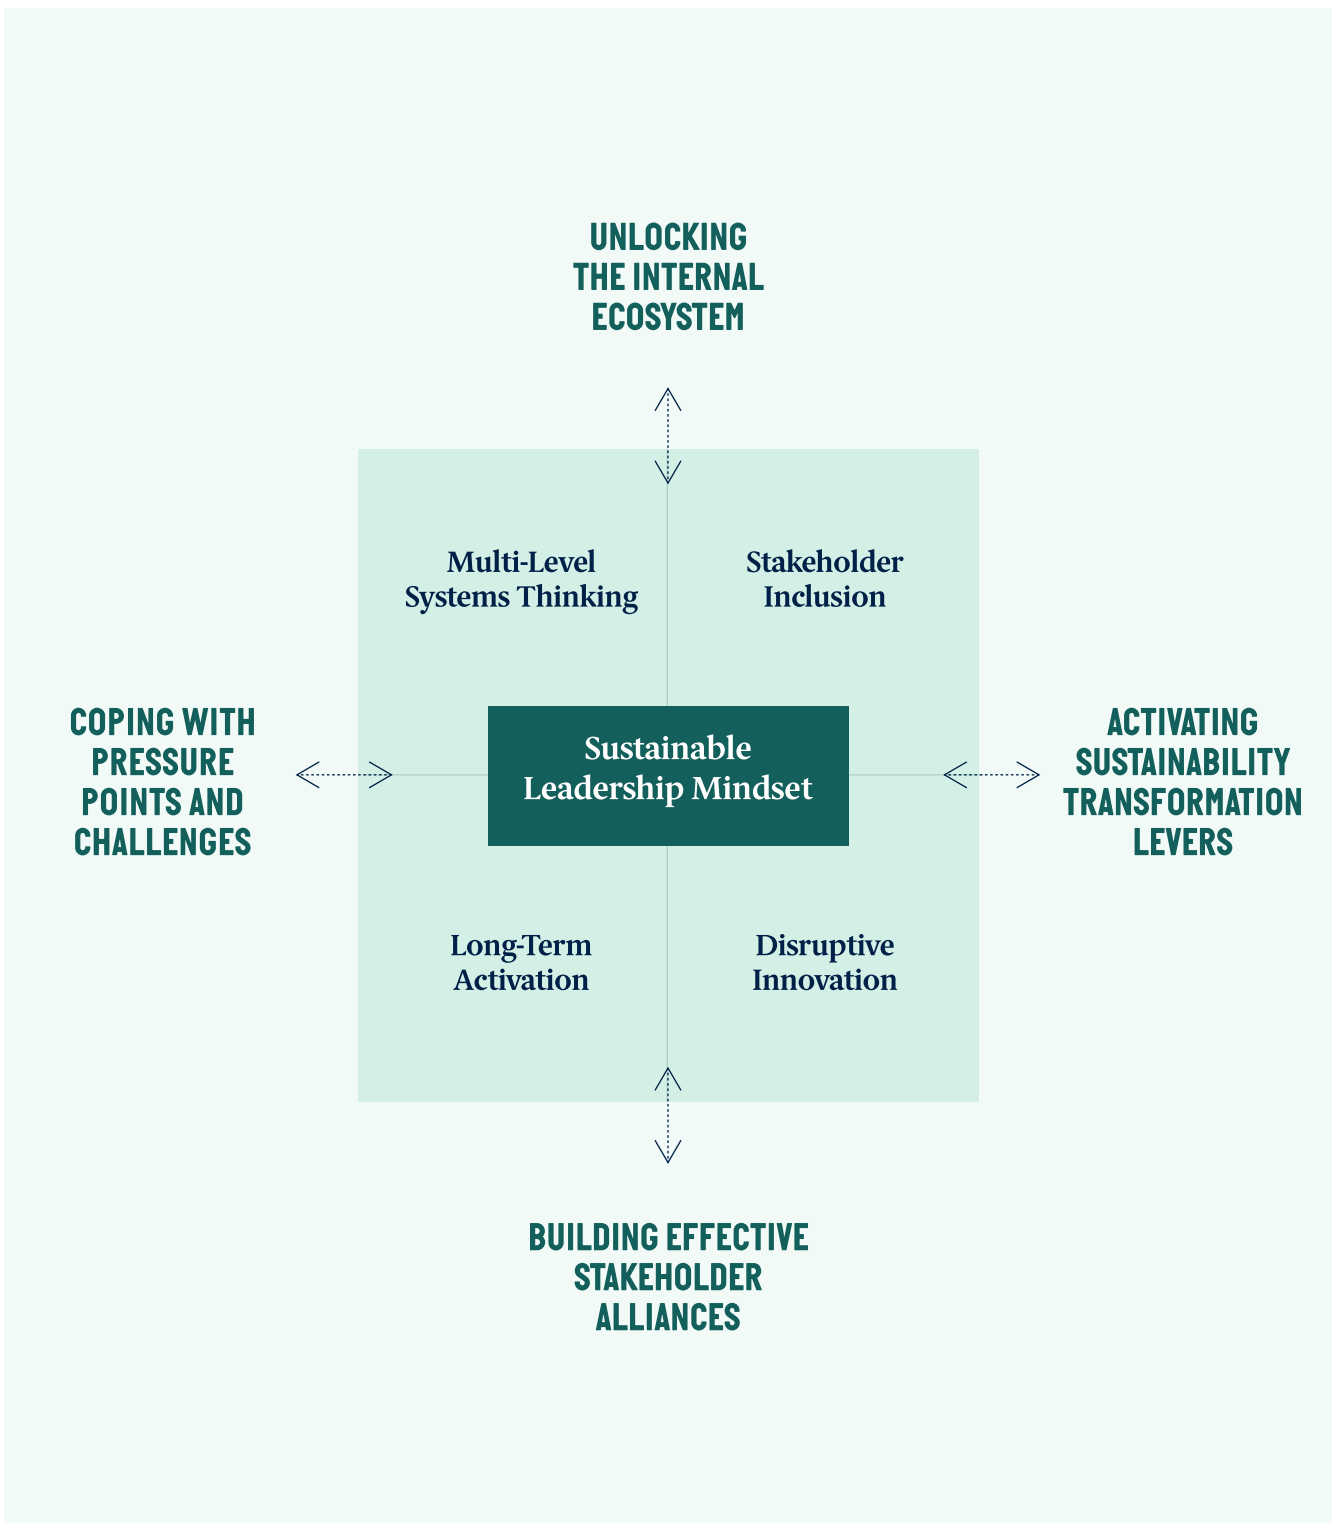 UNLOCKING
THE INTERNAL
ECOSYSTEM
Multi-Level
Systems Thinking
Stakeholder
Inclusion
COPING WITH
PRESSURE
POINTS AND
CHALLENGES
Sustainable
Leadership Mindset
ACTIVATING
SUSTAINABILITY
TRANSFORMATION
LEVERS
Long-Term
Activation
Disruptive
Innovation
BUILDING EFFECTIVE
STAKEHOLDER
ALLIANCES